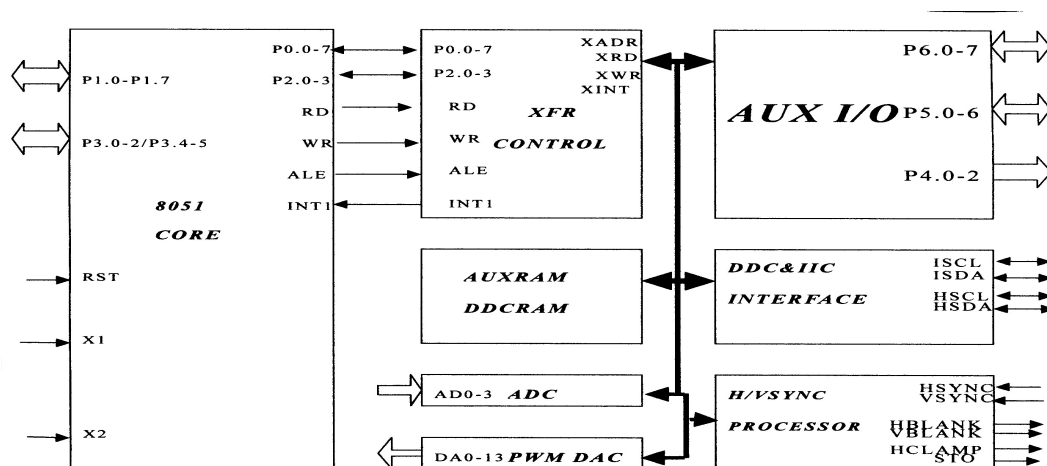 P1.0-P1.7
P3.0-2/P3.4-5
8051
CORE
RST
X1
X2
P0.0-7
P2.0-3
RD
WR
ALE
INT1
P0.0-7
P2.0-3
RD
WR
ALE
INT1
XADR
XRD
XWR
XINT
XFR
CONTROL
AUX I/O
P6.0-7
P5.0-6
P4.0-2
AUXRAM
DDCRAM
DDC&IIC
INTERFACE
ISCL
ISDA
HSCL
HSDA
AD0-3 ADC
DA0-13 PWM DAC
H/VSYNC
PROCESSOR
HSYNC
VSYNC
HBLANK
VBLANK
HCLAMP
STO